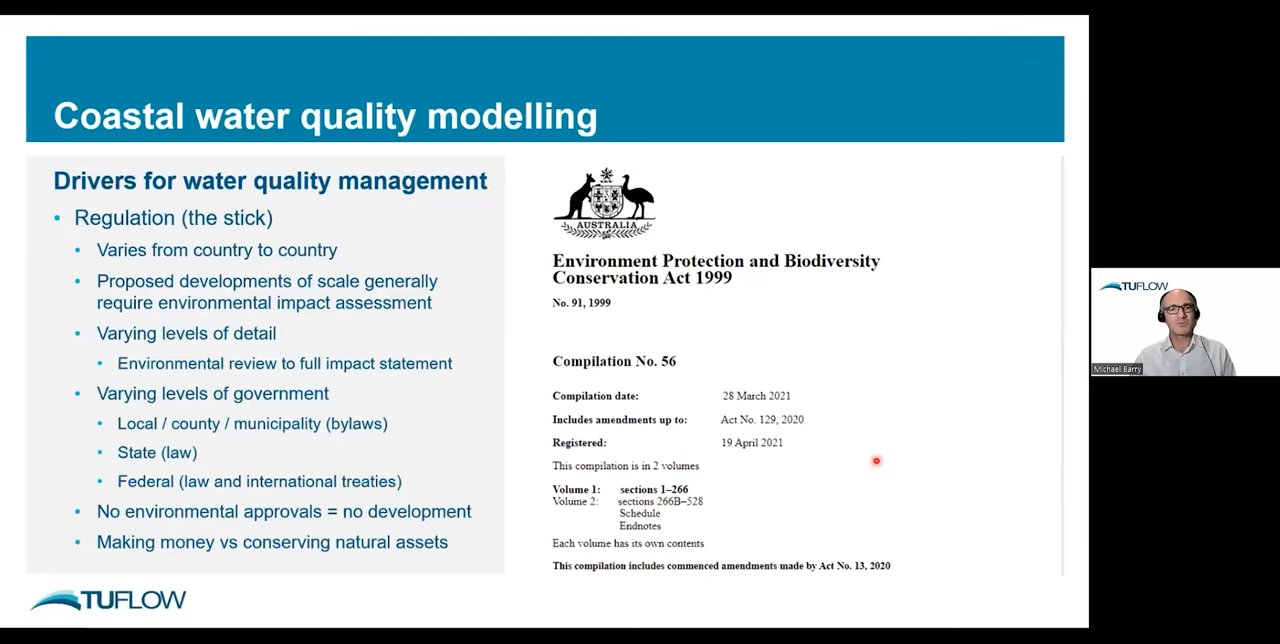 Coastal water quality modelling
Drivers for water quality management
• Regulation (the stick)
• Varies from country to country
• Proposed developments of scale generally
require environmental impact assessment
• Varying levels of detail
• Environmental review to full impact statement
• Varying levels of government
• Local / county / municipality (bylaws)
• State (law)
• Federal (law and international treaties)
• No environmental approvals = no development
• Making money vs conserving natural assets
AUSTRALIA
Environment Protection and Biodiversity
Conservation Act 1999
No. 91, 1999
Compilation No. 56
Compilation date: 28 March 2021
Includes amendments up to: Act No. 129, 2020
Registered: 19 April 2021
This compilation is in 2 volumes
Volume 1: sections 1–266
Volume 2: sections 266B–528
Schedule
Endnotes
Each volume has its own contents
This compilation includes commenced amendments made by Act No. 13, 2020
TUFLOW
TUFLOW
Michael Barry